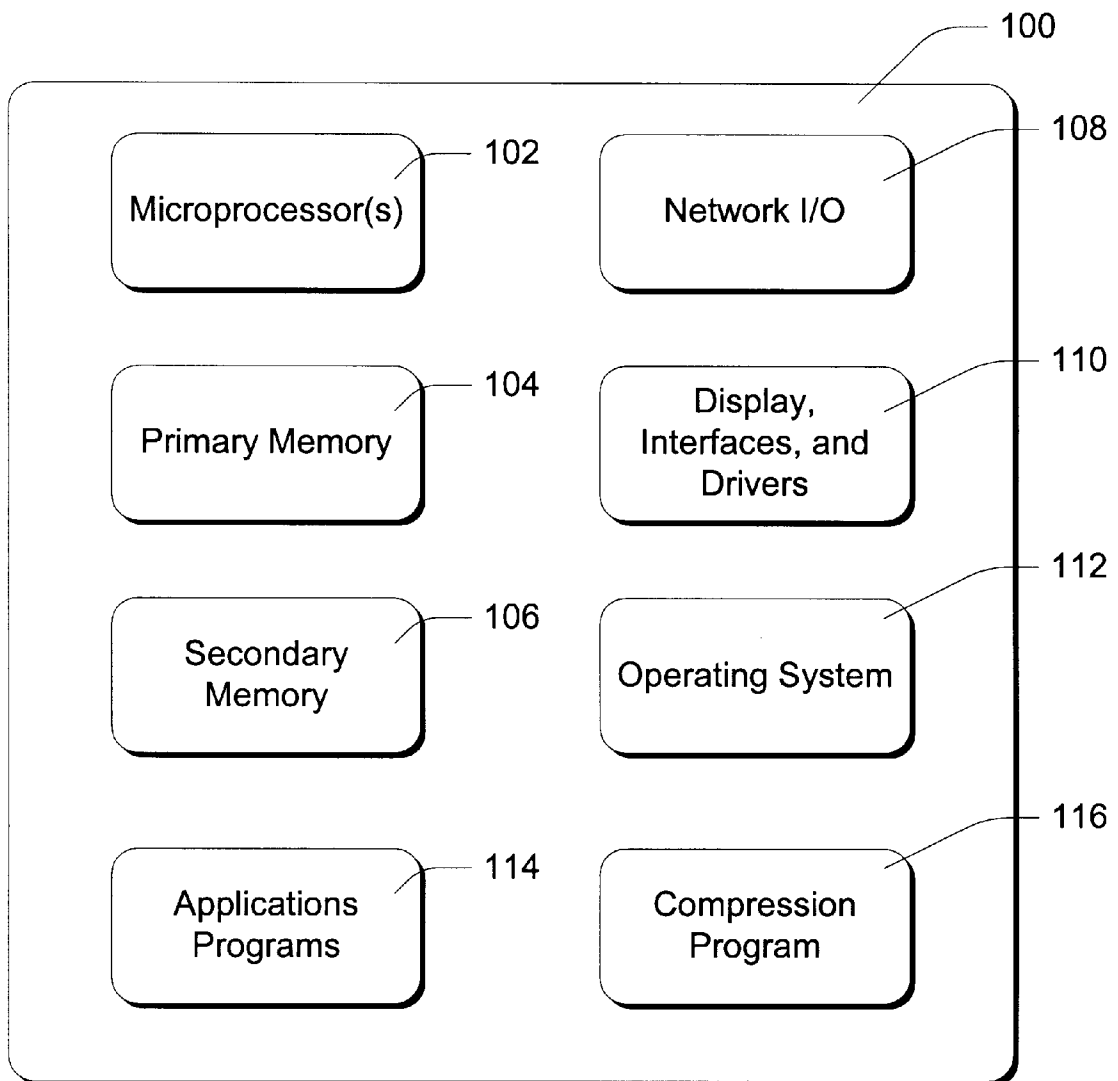 100
Microprocessor(s)
102
Network I/O
108
Primary Memory
104
Display,
Interfaces, and
Drivers
110
Secondary
Memory
106
Operating System
112
Applications
Programs
114
Compression
Program
116